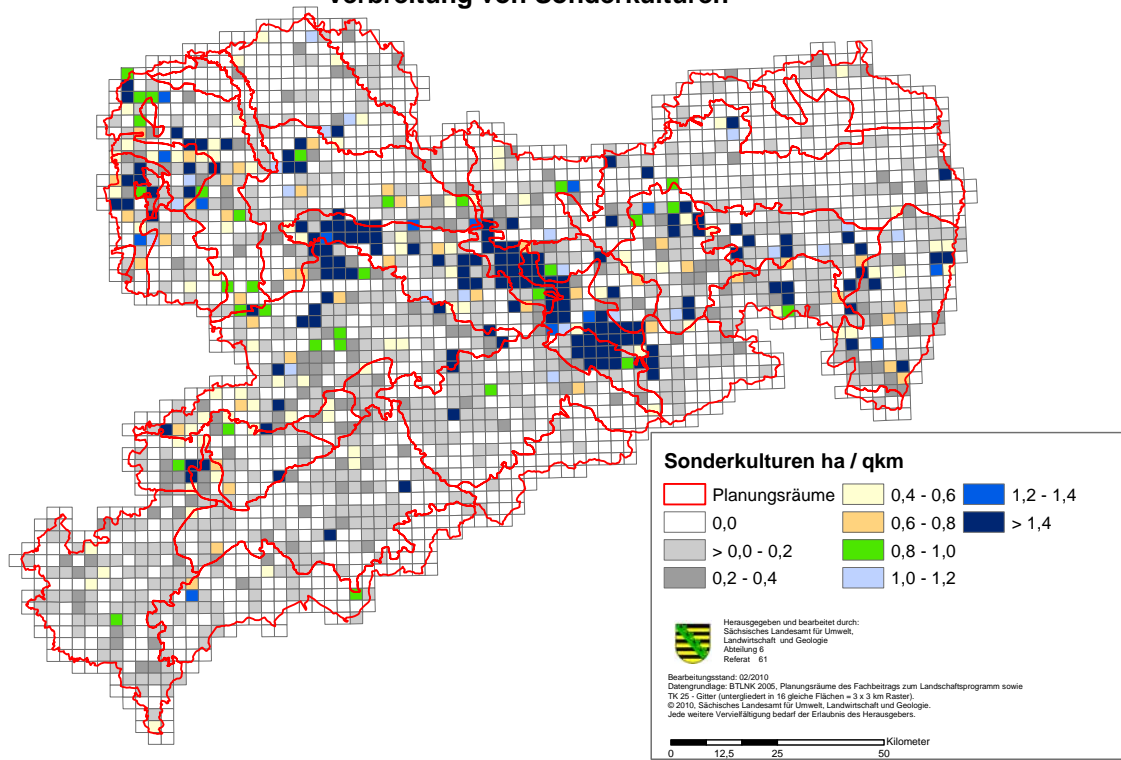 Verbreitung von Sonderkulturen
Sonderkulturen ha / qkm
Planungsräume
0,0
> 0,0 - 0,2
0,2 - 0,4
0,4 - 0,6
0,6 - 0,8
0,8 - 1,0
1,0 - 1,2
1,2 - 1,4
> 1,4
Herausgegeben und bearbeitet durch:
Sächsisches Landesamt für Umwelt,
Landwirtschaft und Geologie
Abteilung 6
Referat 61
Bearbeitungsstand: 02/2010
Datengrundlage: BTLNK 2005, Planungsräume des Fachbeitrags zum Landschaftsprogramm sowie
TK 25 - Gitter (untergliedert in 16 gleiche Flächen = 3 x 3 km Raster).
© 2010, Sächsisches Landesamt für Umwelt, Landwirtschaft und Geologie.
Jede weitere Vervielfältigung bedarf der Erlaubnis des Herausgebers.
Kilometer
0 12,5 25 50